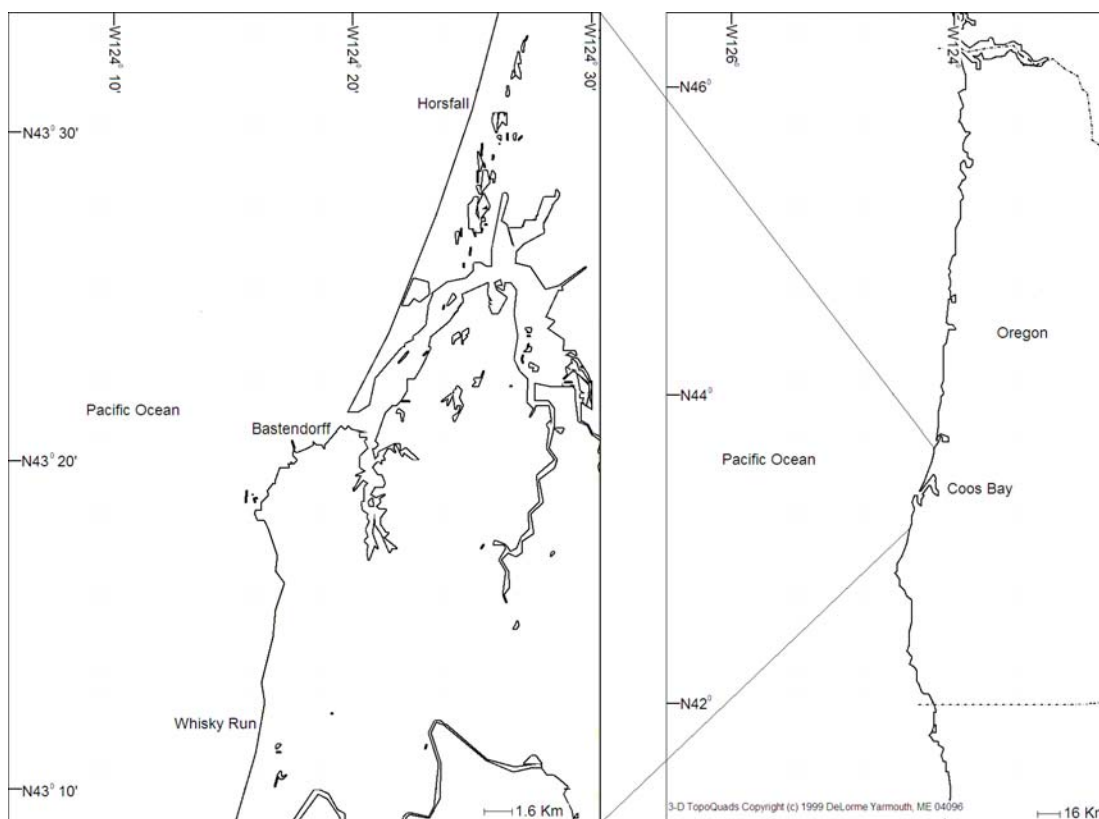 W124° 10'
W124° 20'
W124° 30'
Horsfall
N43° 30'
Pacific Ocean
Bastendorff
N43° 20'
Whisky Run
N43° 10'
1.6 Km
W126°
W124°
N46°
Oregon
N44°
Pacific Ocean
Coos Bay
N42°
3-D TopoQuads Copyright (c) 1999 DeLorme Yarmouth, ME 04096
16 Km